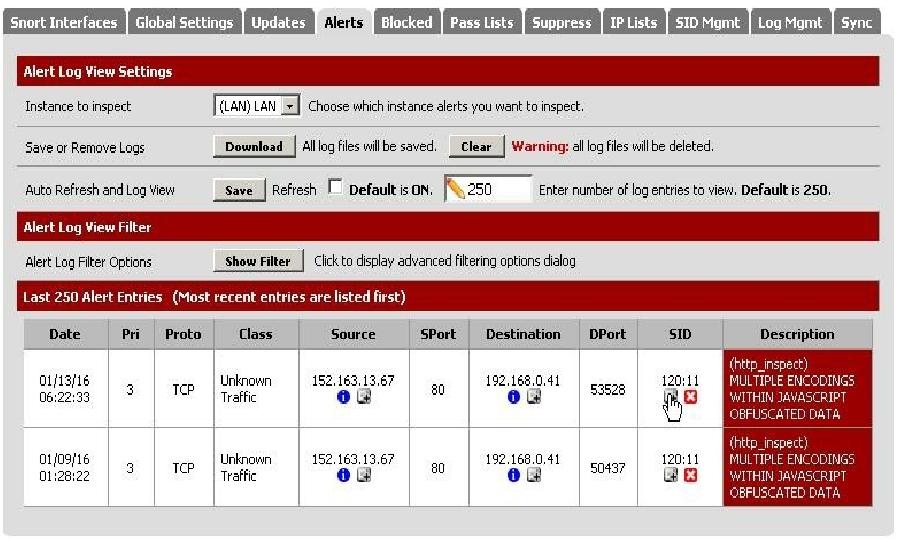 Snort Interfaces Global Settings Updates Alerts Blocked Pass Lists Suppress IP Lists SID Mgmt Log Mgmt Sync
Alert Log View Settings
Instance to inspect (LAN) LAN Choose which instance alerts you want to inspect.
Save or Remove Logs Download All log files will be saved. Clear Warning: all log files will be deleted.
Auto Refresh and Log View Save Refresh Default is ON. 250 Enter number of log entries to view. Default is 250.
Alert Log View Filter
Alert Log Filter Options Show Filter Click to display advanced filtering options dialog
Last 250 Alert Entries (Most recent entries are listed first)
Date Pri Proto Class Source SPort Destination DPort SID Description
01/13/16
06:22:33
3
TCP
Unknown
Traffic
152.163.13.67
80
192.168.0.41
53528
120:11
(http_inspect)
MULTIPLE ENCODINGS
WITHIN JAVASCRIPT
OBFUSCATED DATA
01/09/16
01:28:22
3
TCP
Unknown
Traffic
152.163.13.67
80
192.168.0.41
50437
120:11
(http_inspect)
MULTIPLE ENCODINGS
WITHIN JAVASCRIPT
OBFUSCATED DATA